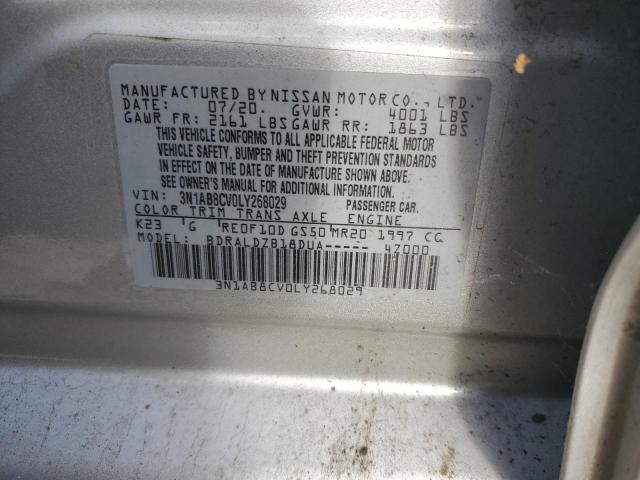 MANUFACTURED BY NISSAN MOTOR CO., LTD.
DATE: 07/20. GVWR: 4001 LBS
GAWR FR: 2161 LBS GAWR RR: 1863 LBS
THIS VEHICLE CONFORMS TO ALL APPLICABLE FEDERAL MOTOR
VEHICLE SAFETY, BUMPER AND THEFT PREVENTION STANDARDS
IN EFFECT ON THE DATE OF MANUFACTURE SHOWN ABOVE.
SEE OWNER'S MANUAL FOR ADDITIONAL INFORMATION.
VIN: 3N1AB8CV0LY268029 PASSENGER CAR.
COLOR TRIM TRANS AXLE ENGINE
K23 G RE0F10D GS50 MR20 1997 CC
MODEL: BDRALDZB18DUA----- 47000
3N1AB8CV0LY268029